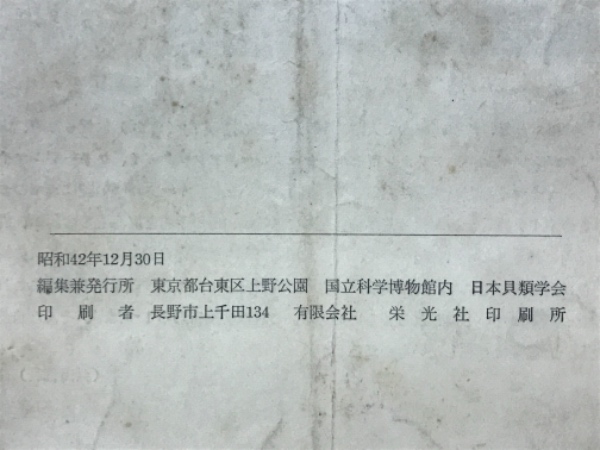 昭和42年12月30日
編集兼発行所 東京都台東区上野公園 国立科学博物館内 日本貝類学会
印刷者 長野市上千田134 有限会社 栄光社印刷所